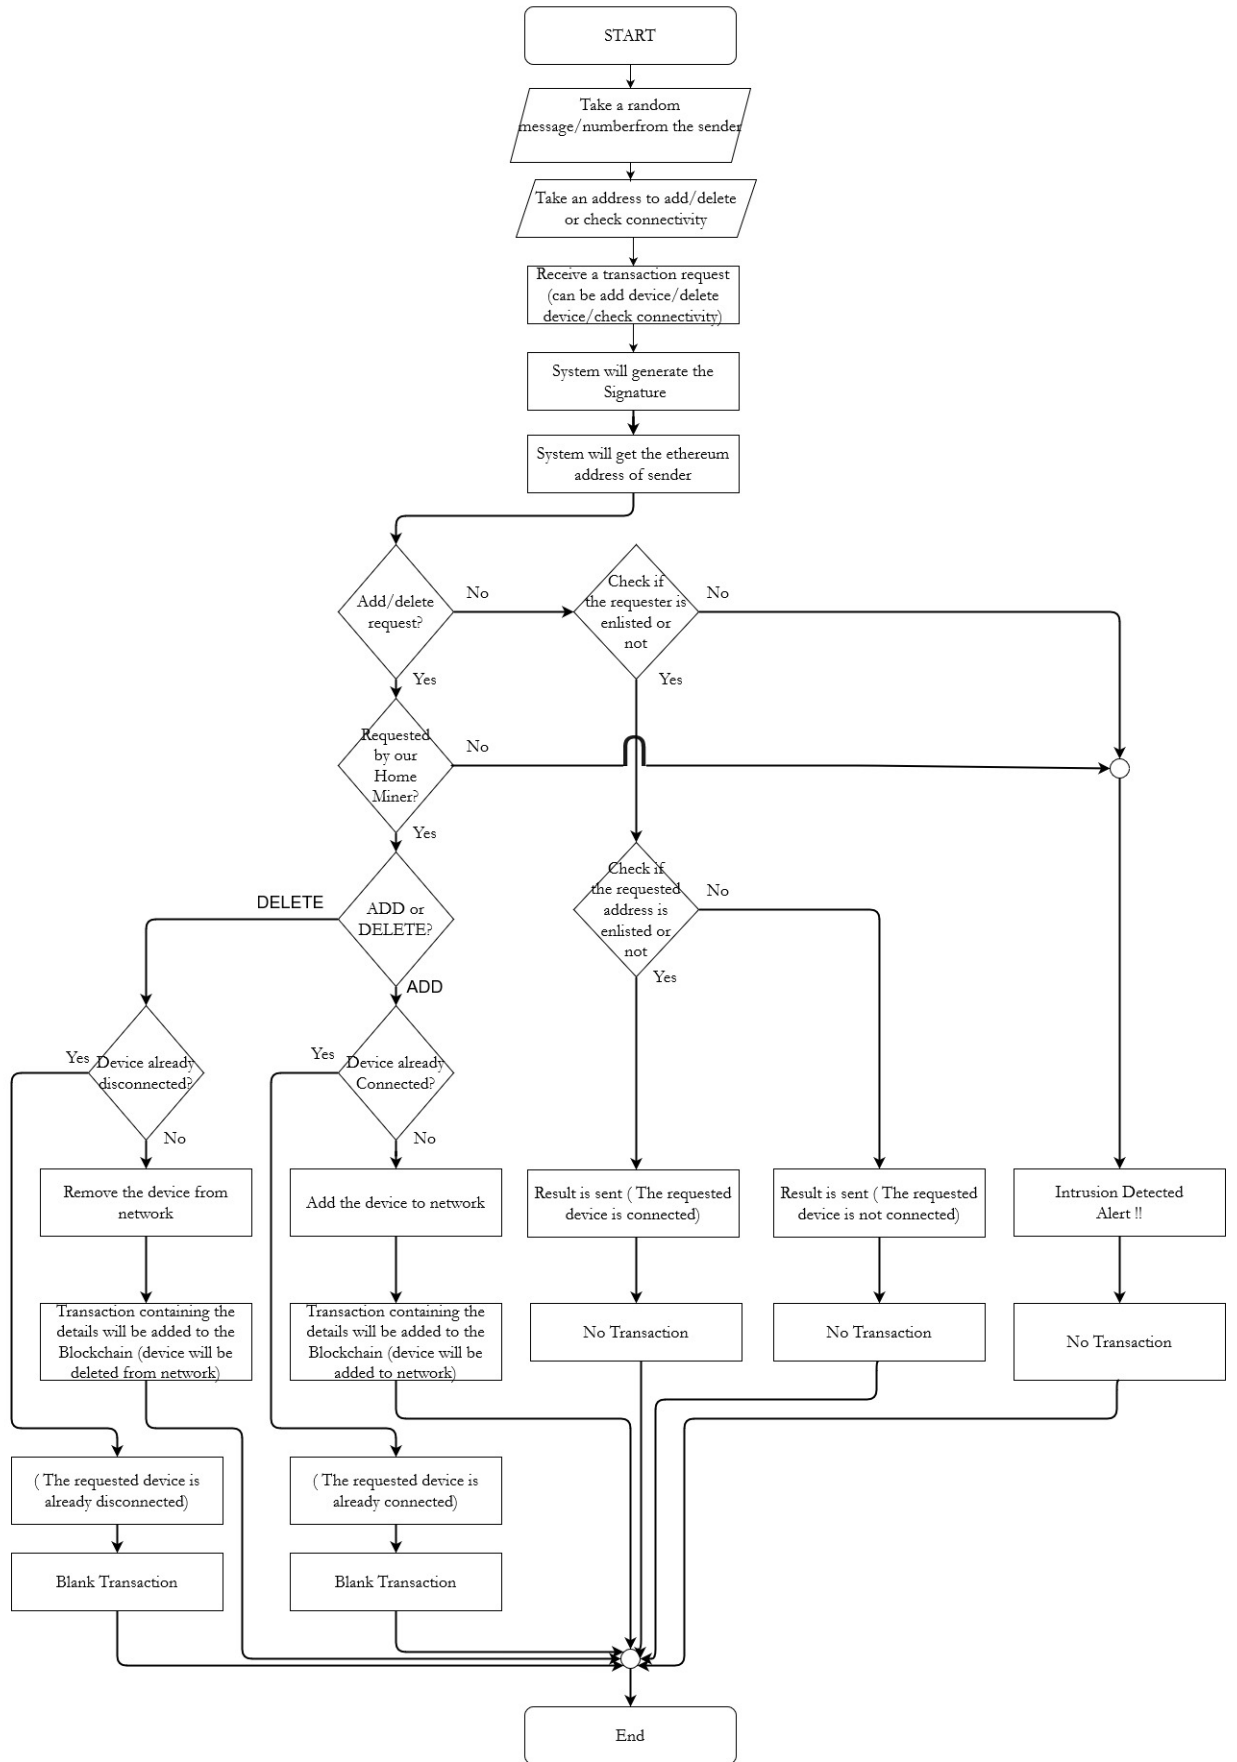 START
Take a random
message/numberfrom the sender
Take an address to add/delete
or check connectivity
Receive a transaction request
(can be add device/delete
device/check connectivity)
System will generate the
Signature
System will get the ethereum
address of sender
Add/delete
request?
No
Check if
the requester is
enlisted or
not
No
Yes
Yes
Requested
by our
Home
Miner?
No
Yes
Check if
the requested
address is
enlisted or
not
No
Yes
DELETE
ADD or
DELETE?
ADD
Yes
Device already
disconnected?
No
Yes
Device already
Connected?
No
Remove the device from
network
Add the device to network
Result is sent ( The requested
device is connected)
Result is sent ( The requested
device is not connected)
Intrusion Detected
Alert !!
Transaction containing the
details will be added to the
Blockchain (device will be
deleted from network)
Transaction containing the
details will be added to the
Blockchain (device will be
added to network)
No Transaction
No Transaction
No Transaction
( The requested device is
already disconnected)
( The requested device is
already connected)
Blank Transaction
Blank Transaction
End